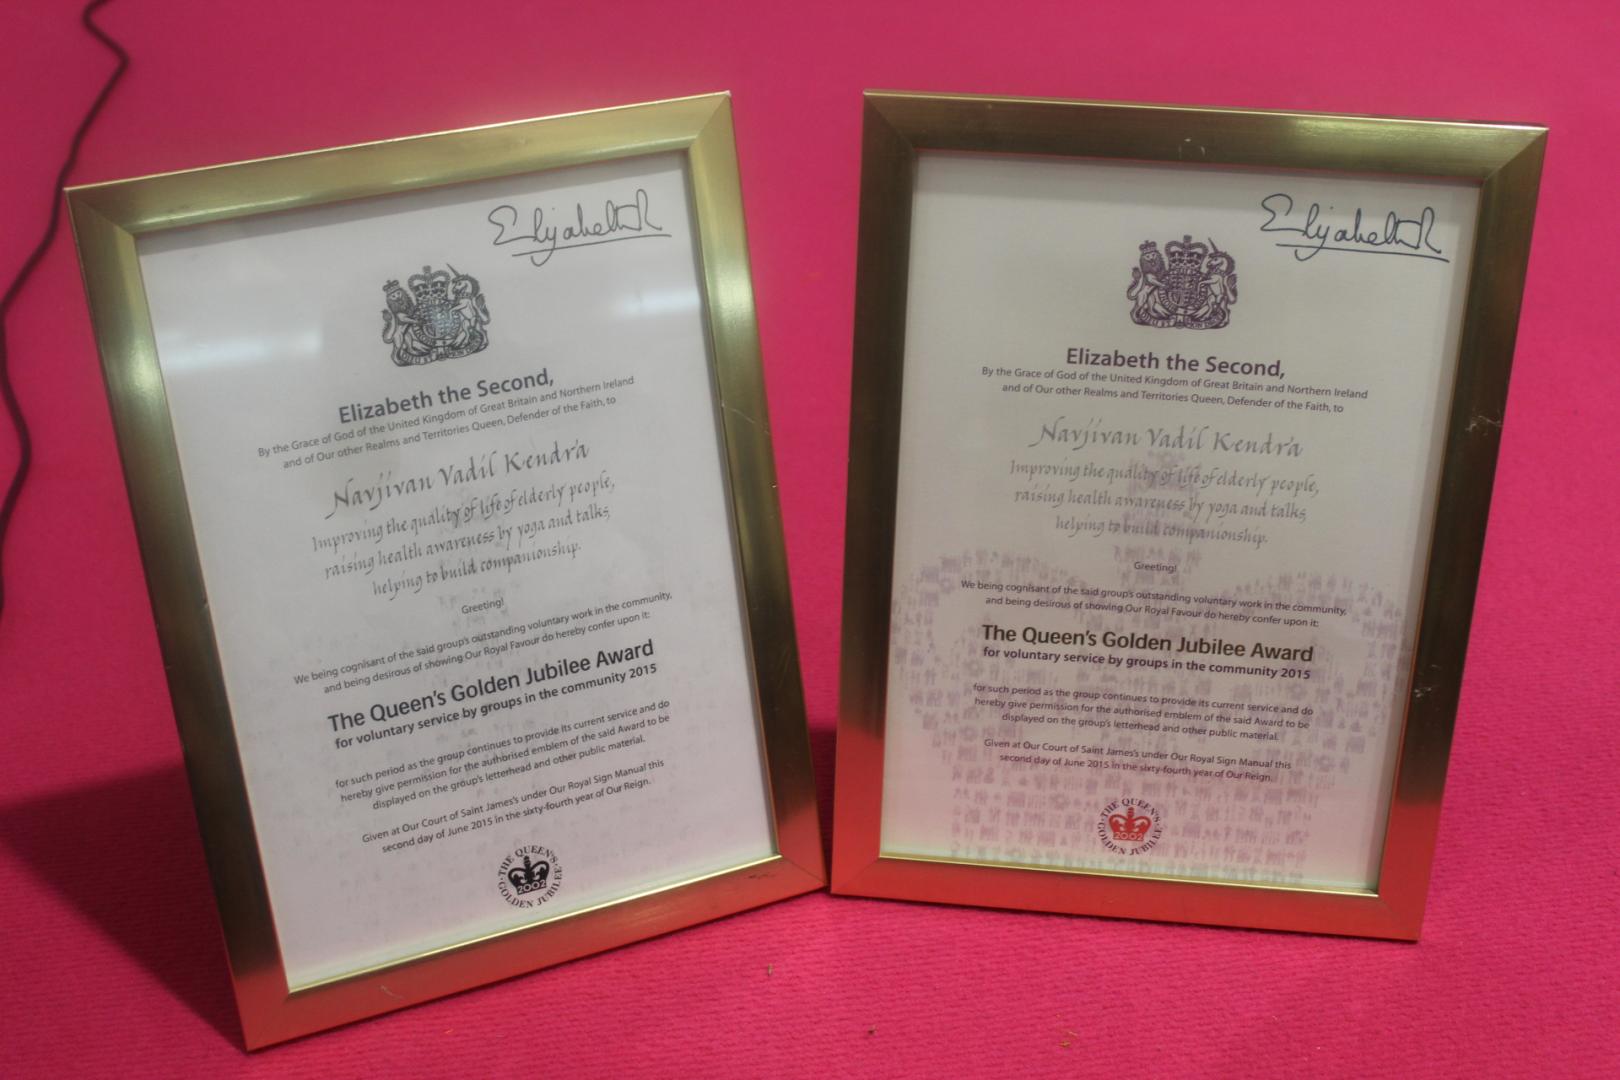 Elizabeth R
Elizabeth the Second,
By the Grace of God of the United Kingdom of Great Britain and Northern Ireland
and of Our other Realms and Territories Queen, Defender of the Faith, to
Navjivan Vadil Kendra
Improving the quality of life of elderly people,
raising health awareness by yoga and talks,
helping to build companionship.
Greeting!
We being cognisant of the said group's outstanding voluntary work in the community,
and being desirous of showing Our Royal Favour do hereby confer upon it:
The Queen's Golden Jubilee Award
for voluntary service by groups in the community 2015
for such period as the group continues to provide its current service and do
hereby give permission for the authorised emblem of the said Award to be
displayed on the group's letterhead and other public material.
Given at Our Court of Saint James's under Our Royal Sign Manual this
second day of June 2015 in the sixty-fourth year of Our Reign.
THE QUEEN'S
2002
GOLDEN JUBILEE
Elizabeth R
Elizabeth the Second,
By the Grace of God of the United Kingdom of Great Britain and Northern Ireland
and of Our other Realms and Territories Queen, Defender of the Faith, to
Navjivan Vadil Kendra
Improving the quality of life of elderly people,
raising health awareness by yoga and talks,
helping to build companionship.
Greeting!
We being cognisant of the said group's outstanding voluntary work in the community,
and being desirous of showing Our Royal Favour do hereby confer upon it:
The Queen's Golden Jubilee Award
for voluntary service by groups in the community 2015
for such period as the group continues to provide its current service and do
hereby give permission for the authorised emblem of the said Award to be
displayed on the group's letterhead and other public material.
Given at Our Court of Saint James's under Our Royal Sign Manual this
second day of June 2015 in the sixty-fourth year of Our Reign.
THE QUEEN'S
2002
GOLDEN JUBILEE